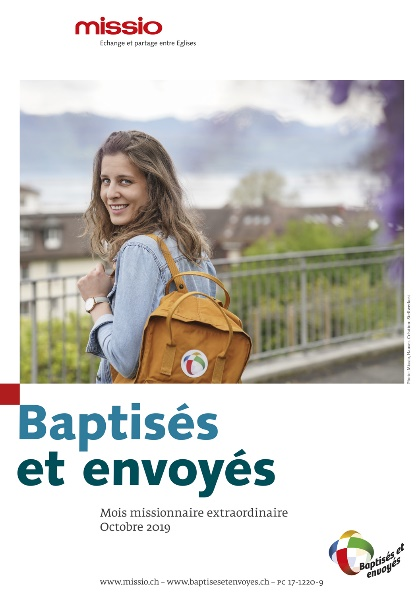 missio
Echange et partage entre Eglises
Baptisés
et envoyés
Mois missionnaire extraordinaire
Octobre 2019
Baptisés et
envoyés
www.missio.ch – www.baptisesetenvoyes.ch – PC 17-1220-9